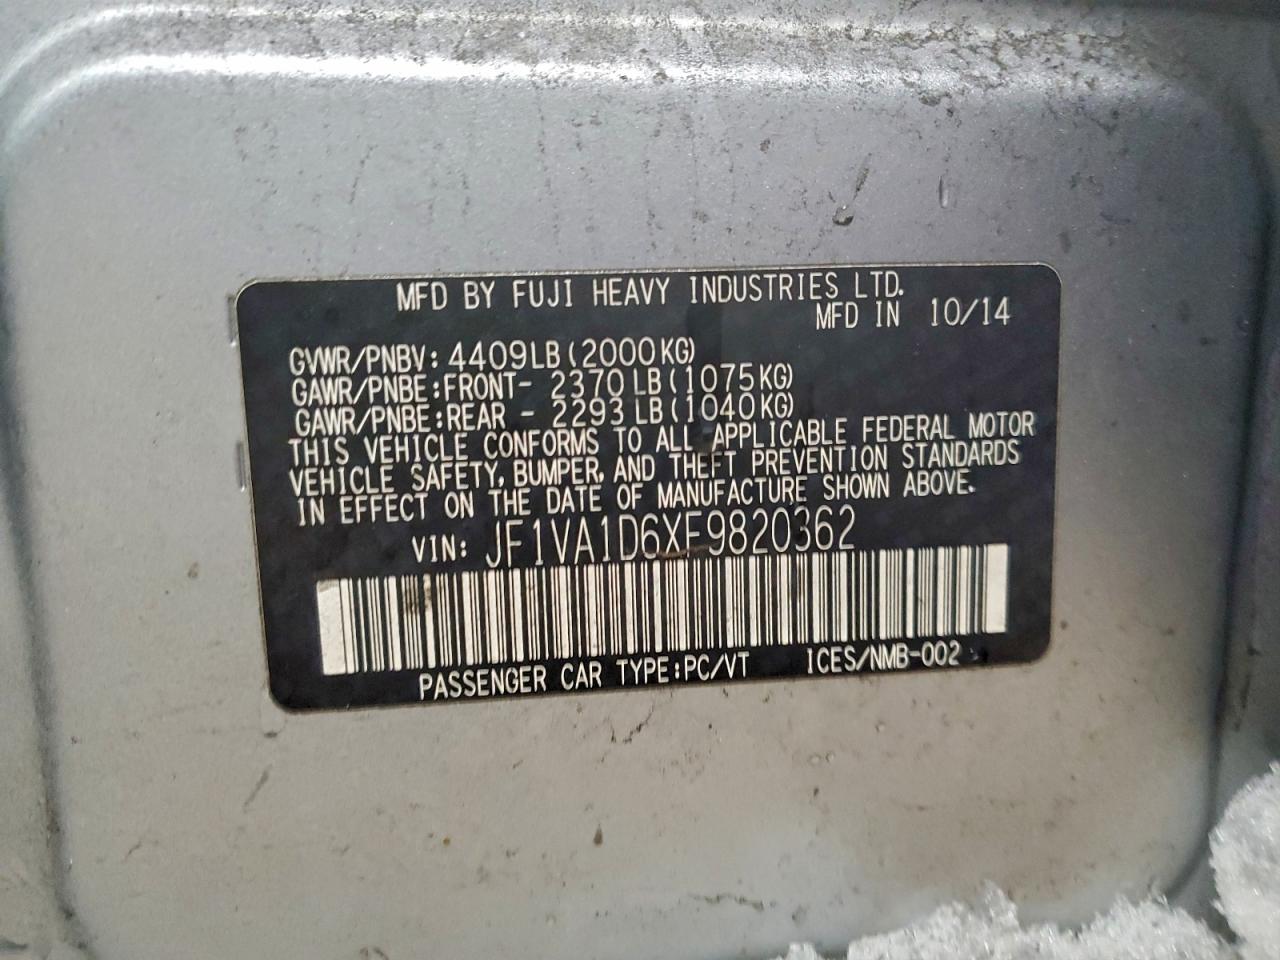 MFD BY FUJI HEAVY INDUSTRIES LTD.
MFD IN 10/14
GVWR/PNBV: 4409LB(2000KG)
GAWR/PNBE:FRONT- 2370LB(1075KG)
GAWR/PNBE:REAR - 2293LB(1040KG)
THIS VEHICLE CONFORMS TO ALL APPLICABLE FEDERAL MOTOR
VEHICLE SAFETY, BUMPER, AND THEFT PREVENTION STANDARDS
IN EFFECT ON THE DATE OF MANUFACTURE SHOWN ABOVE.
VIN: JF1VA1D6XF9820362
PASSENGER CAR TYPE:PC/VT ICES/NMB-002